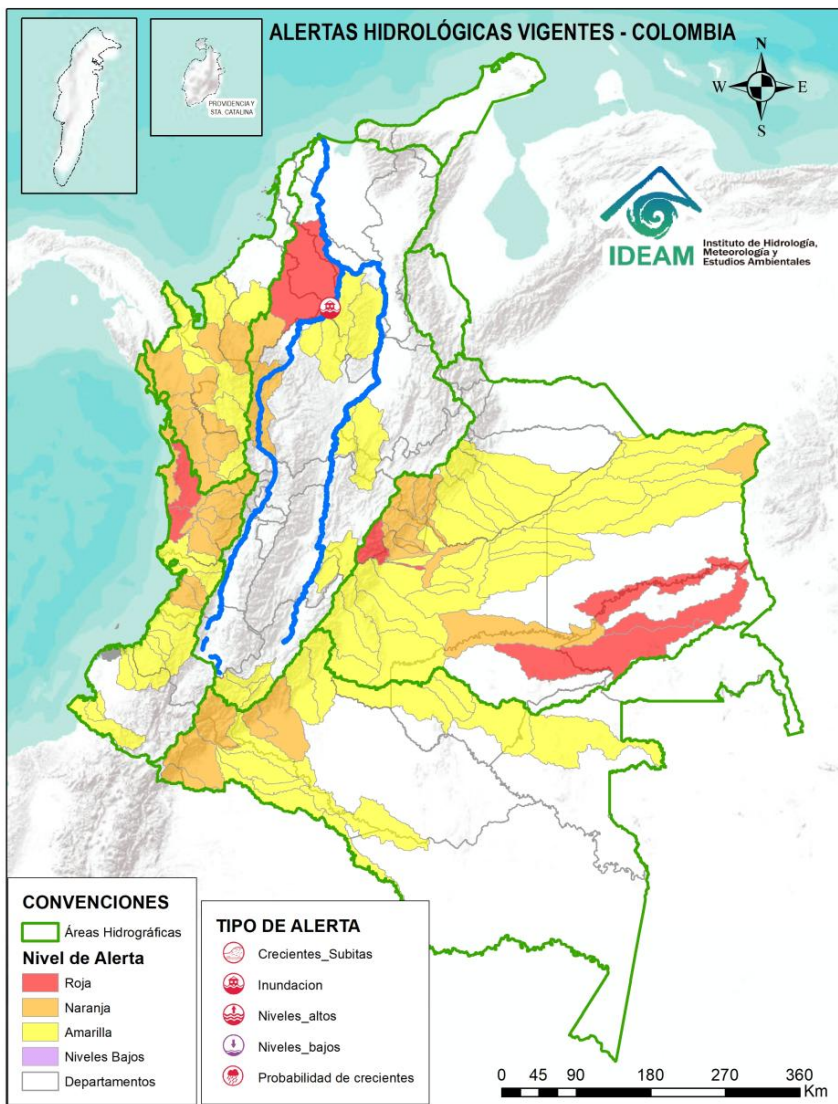 ALERTAS HIDROLÓGICAS VIGENTES - COLOMBIA
PROVIDENCIA Y
STA. CATALINA
N
W
E
S
IDEAM
Instituto de Hidrología,
Meteorología y
Estudios Ambientales
CONVENCIONES
Áreas Hidrográficas
Nivel de Alerta
Roja
Naranja
Amarilla
Niveles Bajos
Departamentos
TIPO DE ALERTA
Crecientes_Subitas
Inundacion
Niveles_altos
Niveles_bajos
Probabilidad de crecientes
0 45 90 180 270 360
Km